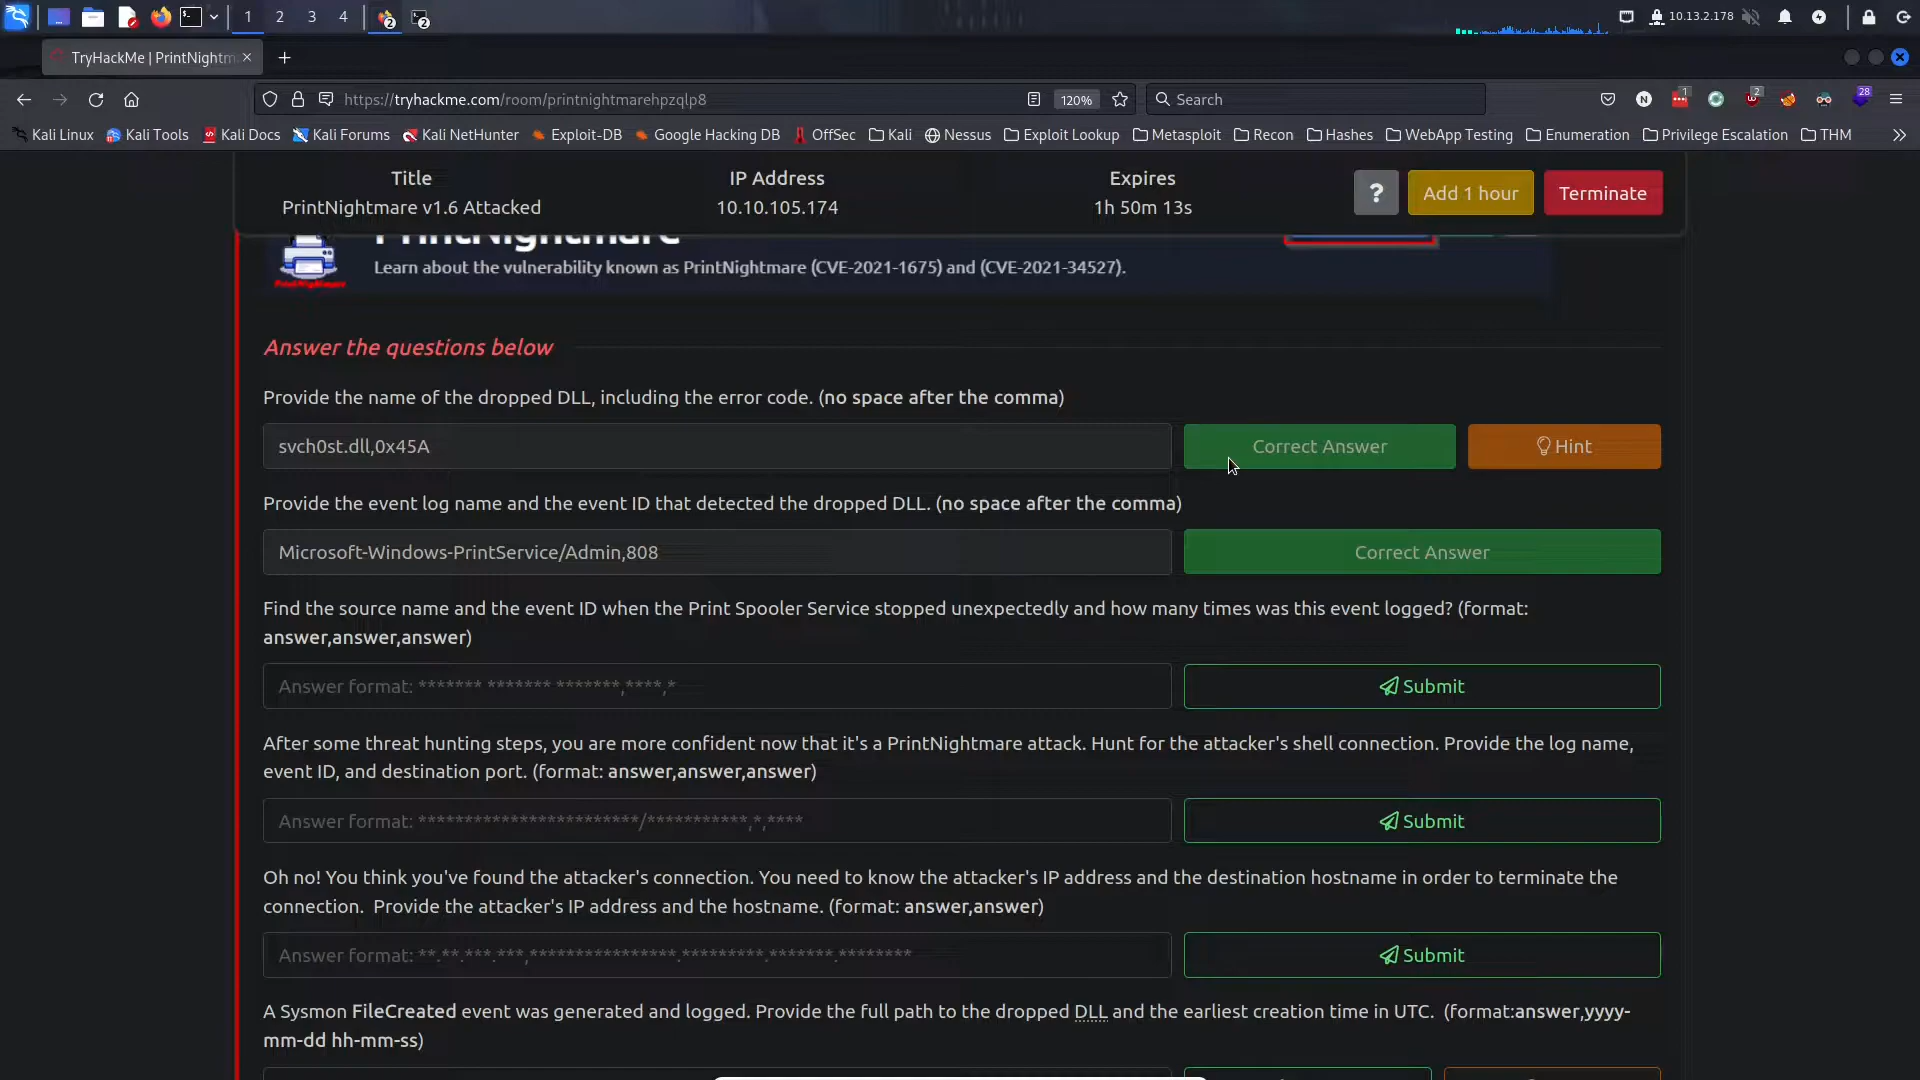 1 2 3 4 2 2 10.13.2.178
TryHackMe | PrintNightm
https://tryhackme.com/room/printnightmarehpzqlp8 120% Search 1 2 28
Kali Linux Kali Tools Kali Docs Kali Forums Kali NetHunter Exploit-DB Google Hacking DB OffSec Kali Nessus Exploit Lookup Metasploit Recon Hashes WebApp Testing Enumeration Privilege Escalation THM
Title IP Address Expires
PrintNightmare v1.6 Attacked 10.10.105.174 1h 50m 13s ? Add 1 hour Terminate
PrintNightmare
Learn about the vulnerability known as PrintNightmare (CVE-2021-1675) and (CVE-2021-34527).
Answer the questions below
Provide the name of the dropped DLL, including the error code. (no space after the comma)
svch0st.dll,0x45A Correct Answer Hint
Provide the event log name and the event ID that detected the dropped DLL. (no space after the comma)
Microsoft-Windows-PrintService/Admin,808 Correct Answer
Find the source name and the event ID when the Print Spooler Service stopped unexpectedly and how many times was this event logged? (format:
answer,answer,answer)
Answer format: ******* ******* *******,****,* Submit
After some threat hunting steps, you are more confident now that it's a PrintNightmare attack. Hunt for the attacker's shell connection. Provide the log name,
event ID, and destination port. (format: answer,answer,answer)
Answer format: ************************/***********,*,**** Submit
Oh no! You think you've found the attacker's connection. You need to know the attacker's IP address and the destination hostname in order to terminate the
connection. Provide the attacker's IP address and the hostname. (format: answer,answer)
Answer format: **.**.***.***,****************.*********.*******.******** Submit
A Sysmon FileCreated event was generated and logged. Provide the full path to the dropped DLL and the earliest creation time in UTC. (format:answer,yyyy-
mm-dd hh-mm-ss)